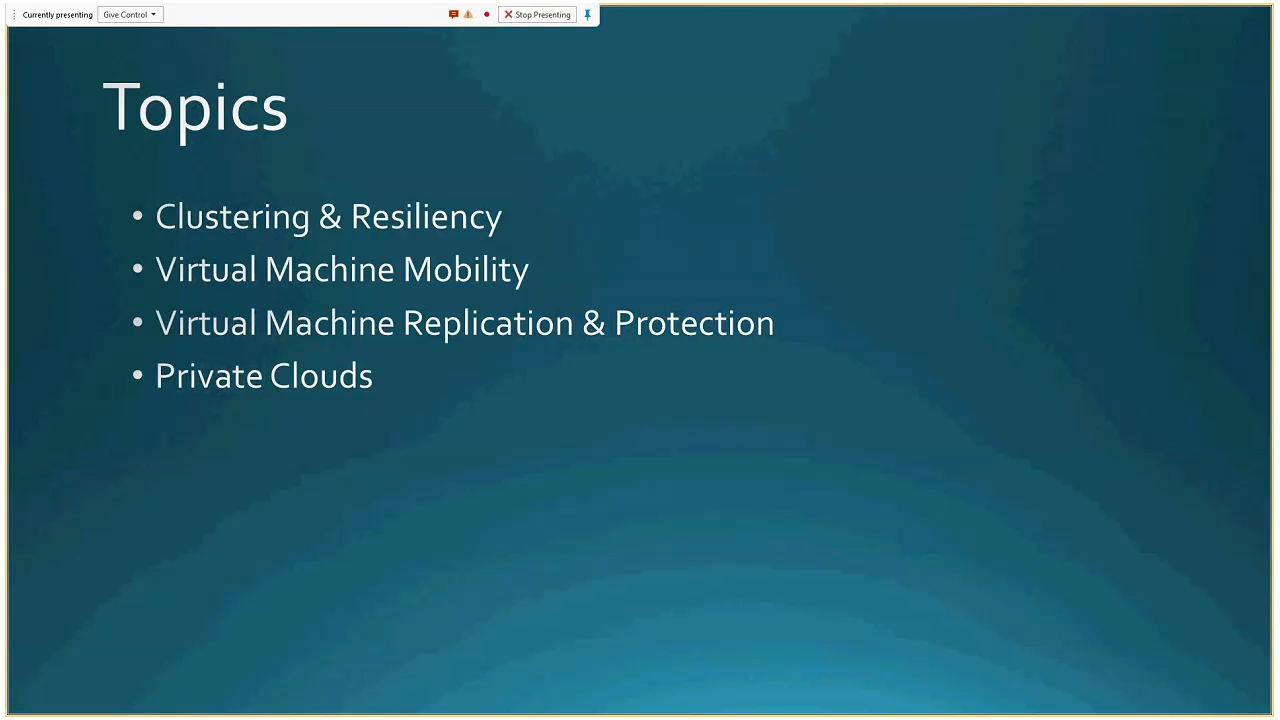 Currently presenting Give Control Stop Presenting
Topics
• Clustering & Resiliency
• Virtual Machine Mobility
• Virtual Machine Replication & Protection
• Private Clouds